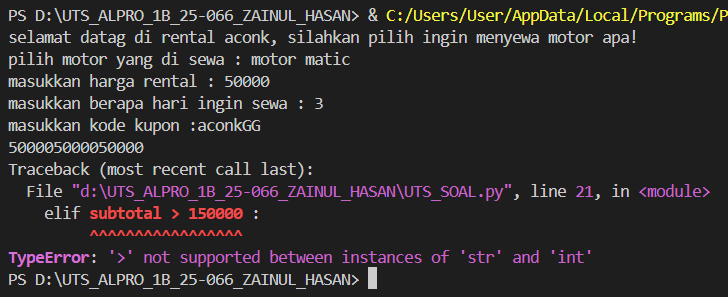 PS D:\UTS_ALPRO_1B_25-066_ZAINUL_HASAN> & C:/Users/User/AppData/Local/Programs/P
selamat datag di rental aconk, silahkan pilih ingin menyewa motor apa!
pilih motor yang di sewa : motor matic
masukkan harga rental : 50000
masukkan berapa hari ingin sewa : 3
masukkan kode kupon :aconkGG
500005000050000
Traceback (most recent call last):
  File "d:\UTS_ALPRO_1B_25-066_ZAINUL_HASAN\UTS_SOAL.py", line 21, in <module>
    elif subtotal > 150000 :
         ^^^^^^^^^^^^^^^^^
TypeError: '>' not supported between instances of 'str' and 'int'
PS D:\UTS_ALPRO_1B_25-066_ZAINUL_HASAN>